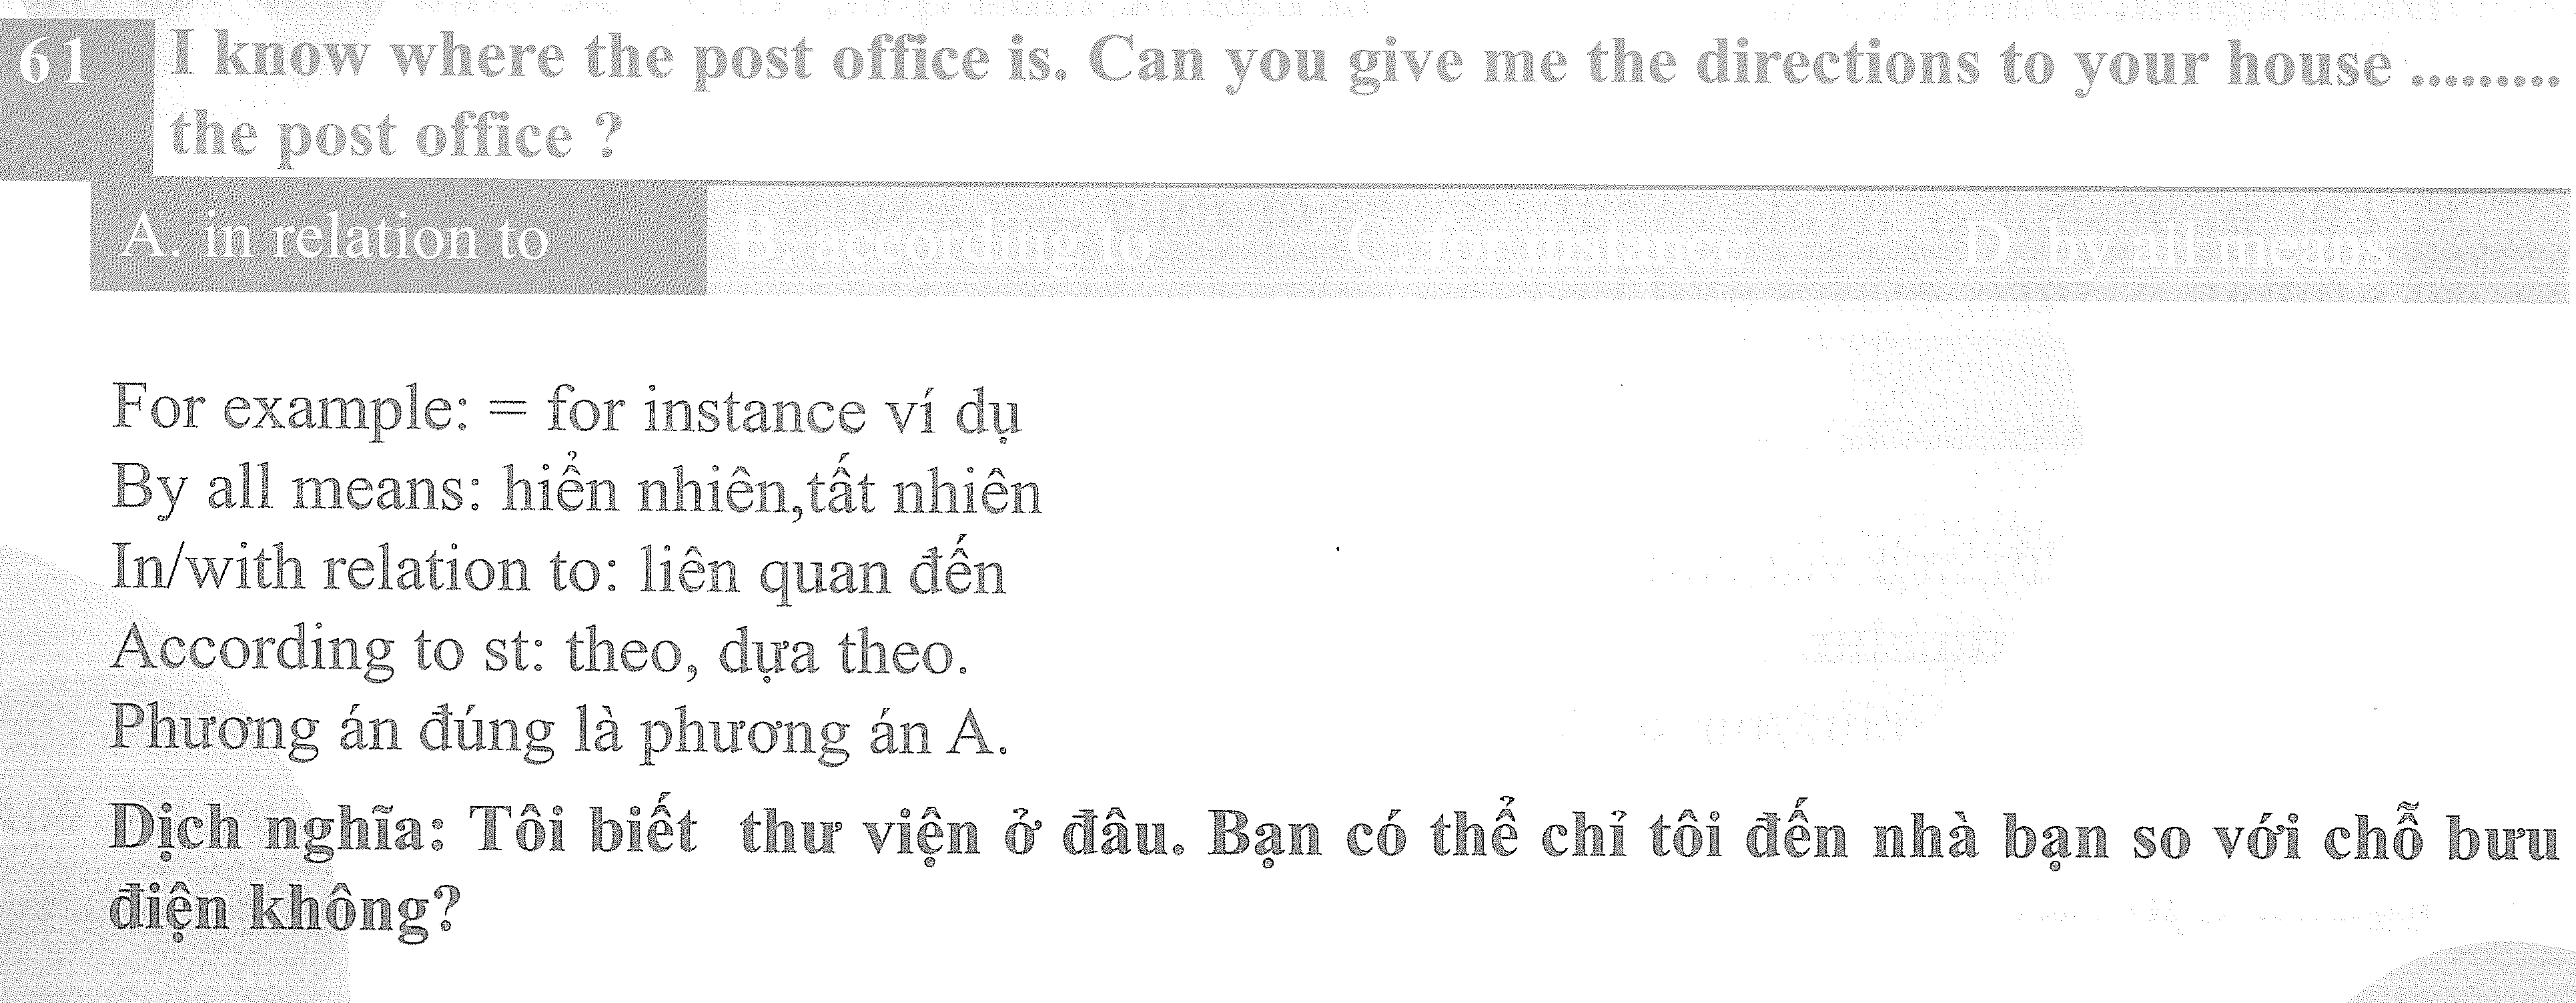 61 I know where the post office is. Can you give me the directions to your house .........
the post office ?
A. in relation to B. according to C. for instance D. by all means
For example: = for instance ví dụ
By all means: hiển nhiên,tất nhiên
In/with relation to: liên quan đến
According to st: theo, dựa theo.
Phương án đúng là phương án A.
Dịch nghĩa: Tôi biết thư viện ở đâu. Bạn có thể chỉ tôi đến nhà bạn so với chỗ bưu
điện không?